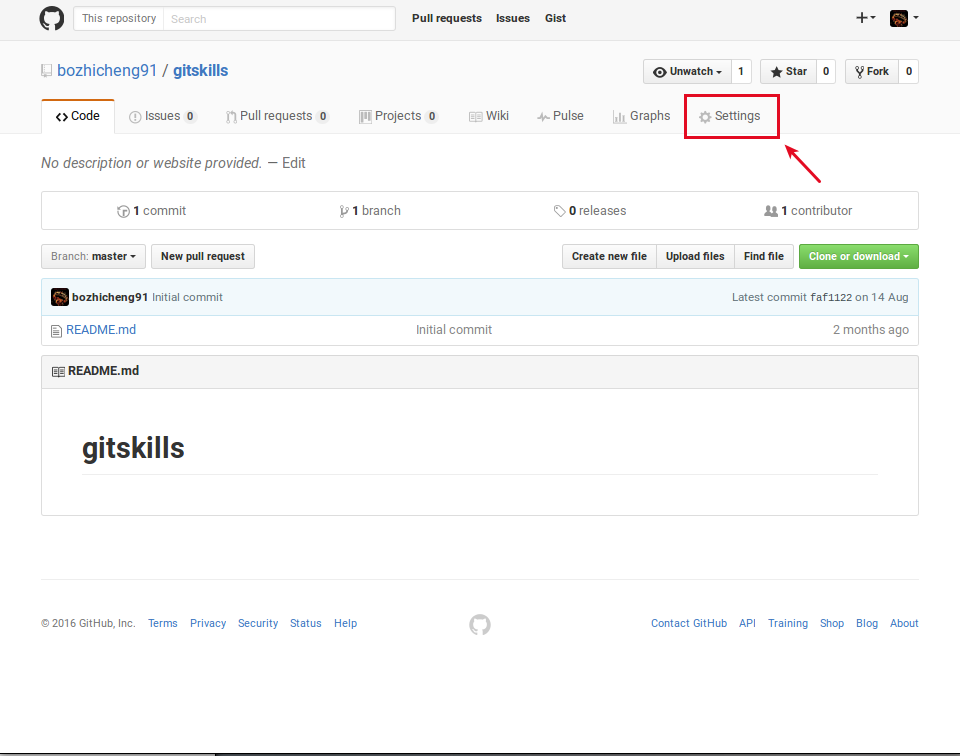 This repository Search Pull requests Issues Gist
bozhicheng91 / gitskills Unwatch 1 Star 0 Fork 0
Code Issues 0 Pull requests 0 Projects 0 Wiki Pulse Graphs Settings
No description or website provided. — Edit
1 commit 1 branch 0 releases 1 contributor
Branch: master New pull request Create new file Upload files Find file Clone or download
bozhicheng91 Initial commit Latest commit faf1122 on 14 Aug
README.md Initial commit 2 months ago
README.md
gitskills
© 2016 GitHub, Inc. Terms Privacy Security Status Help Contact GitHub API Training Shop Blog About